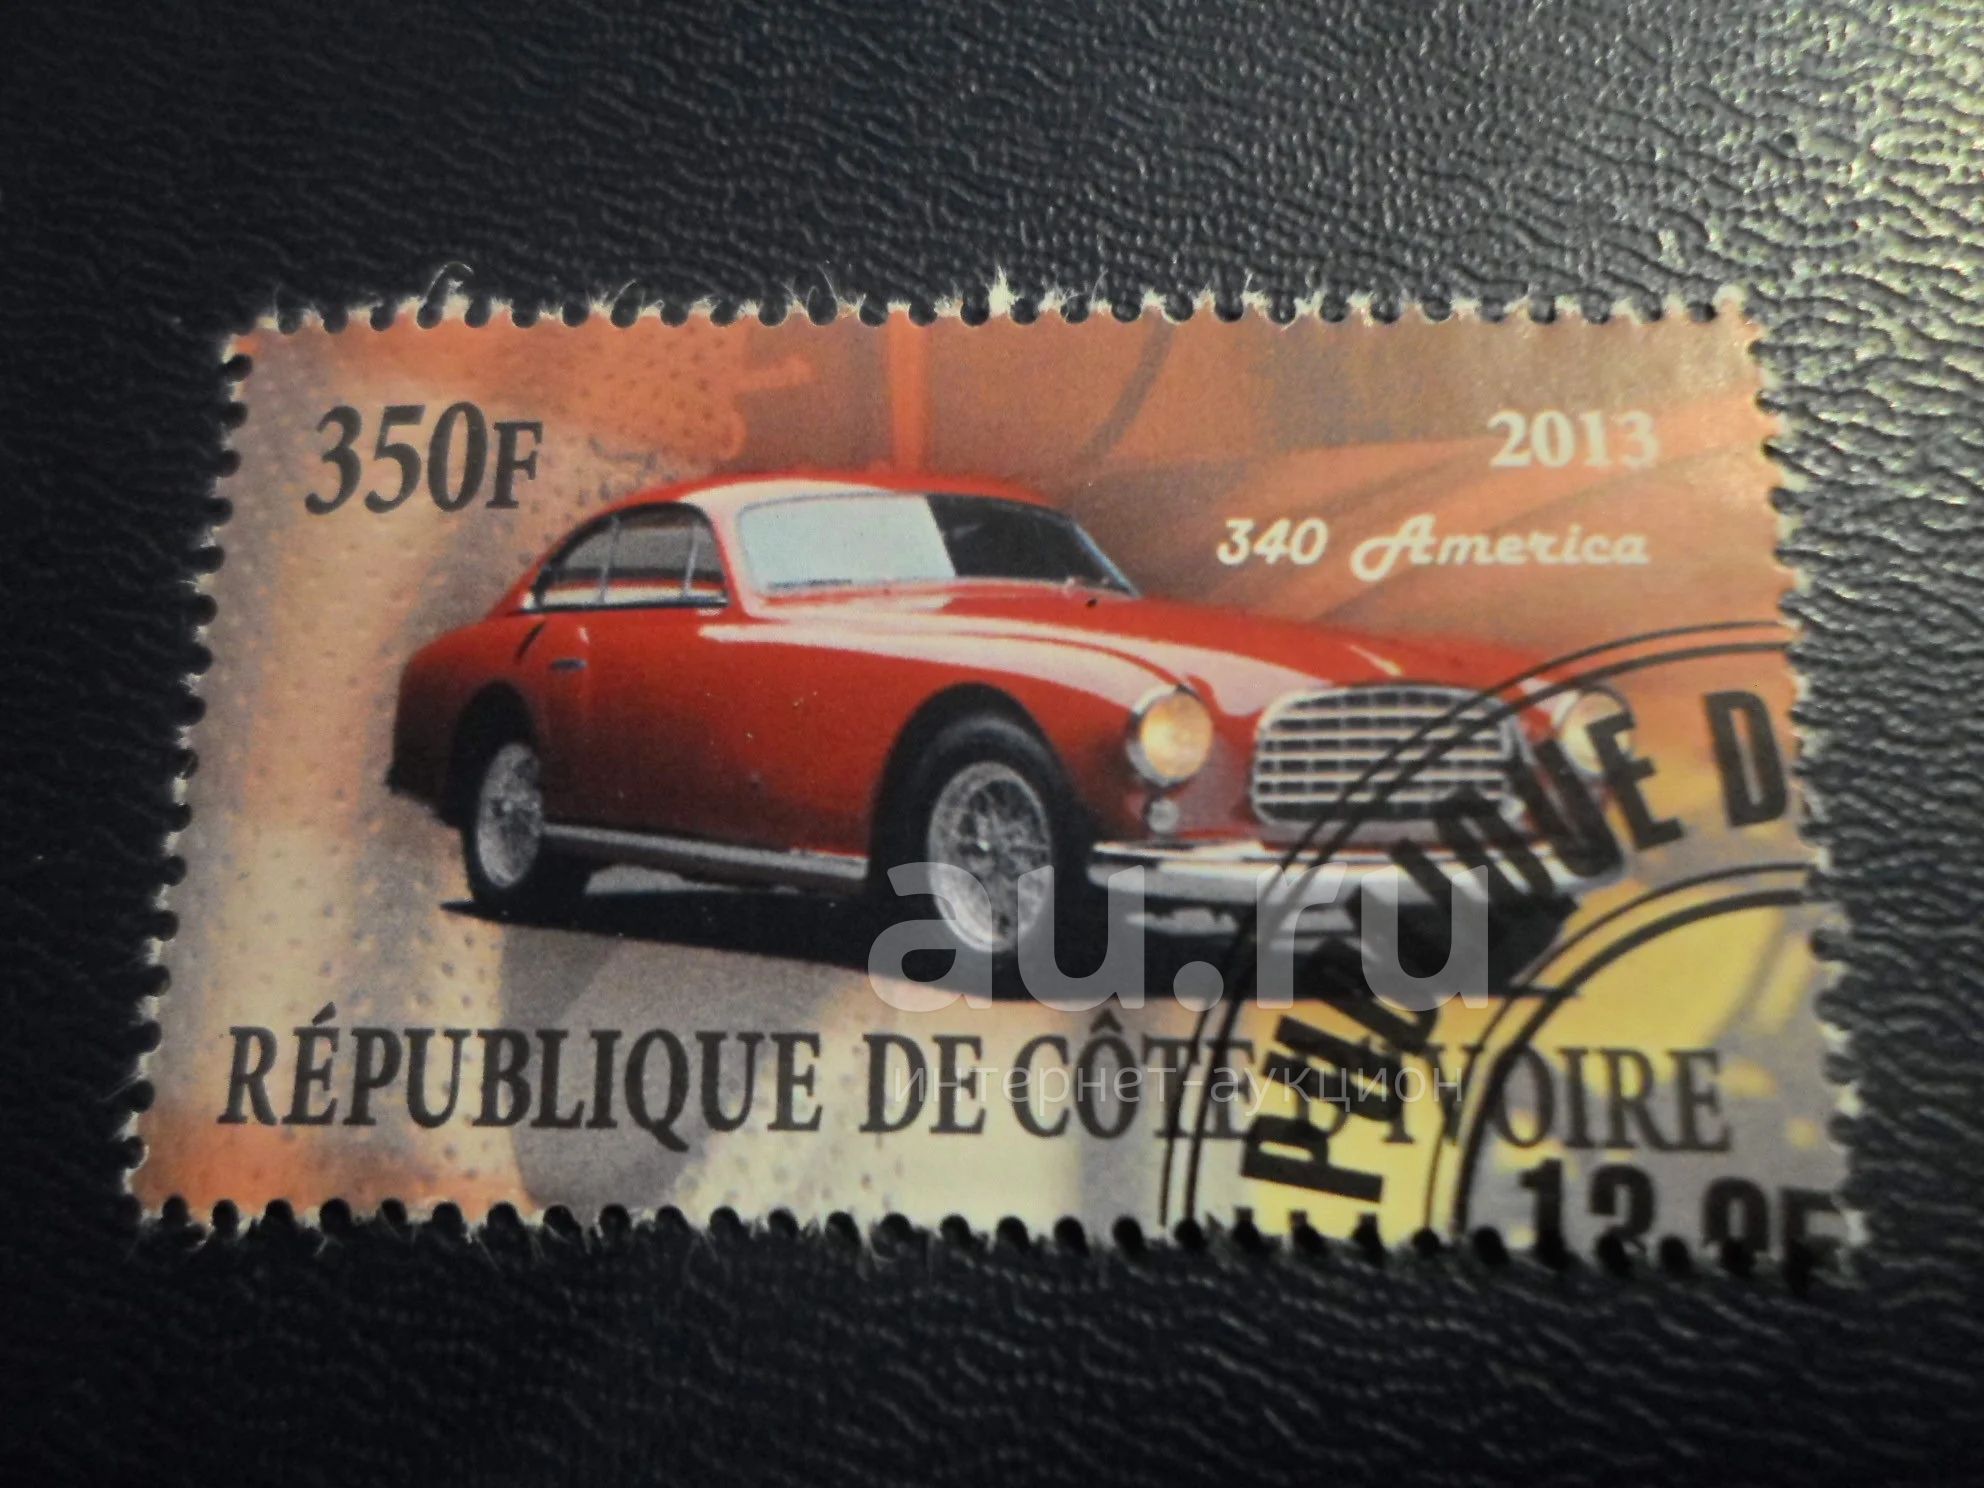 350F
2013
340 America
au.ru
RÉPUBLIQUE DE CÔTE D'IVOIRE
интернет-аукцион